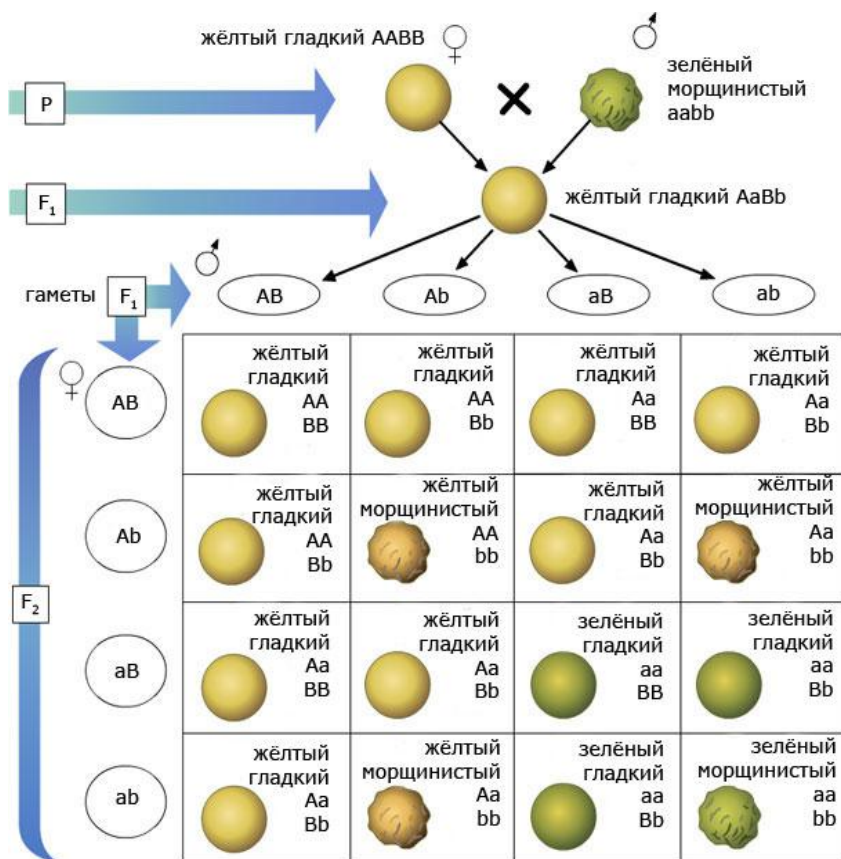 жёлтый гладкий AABB ♀
♂
зелёный
морщинистый
aabb
P
F₁
жёлтый гладкий AaBb
♂
гаметы F₁
AB Ab aB ab
♀
AB
жёлтый
гладкий
AA
BB
жёлтый
гладкий
AA
Bb
жёлтый
гладкий
Aa
BB
жёлтый
гладкий
Aa
Bb
Ab
жёлтый
гладкий
AA
Bb
жёлтый
морщинистый
AA
bb
жёлтый
гладкий
Aa
Bb
жёлтый
морщинистый
Aa
bb
F₂
aB
жёлтый
гладкий
Aa
BB
жёлтый
гладкий
Aa
Bb
зелёный
гладкий
aa
BB
зелёный
гладкий
aa
Bb
ab
жёлтый
гладкий
Aa
Bb
жёлтый
морщинистый
Aa
bb
зелёный
гладкий
aa
Bb
зелёный
морщинистый
aa
bb